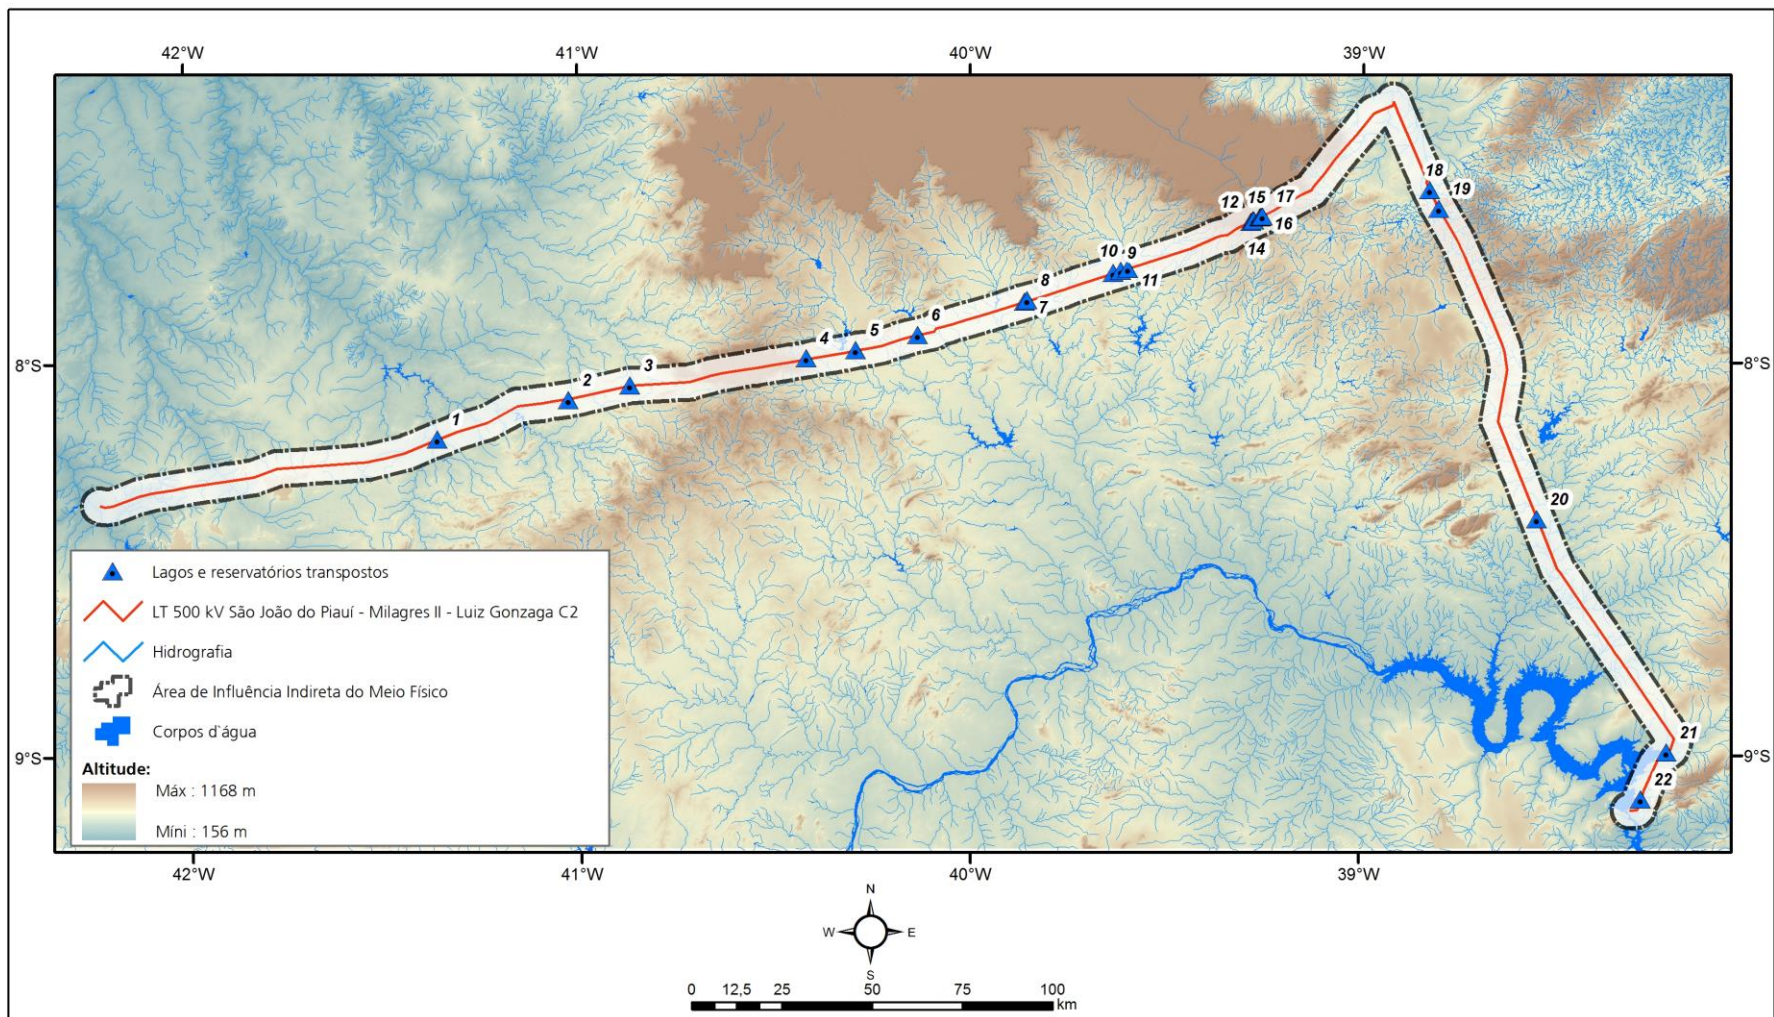 42°W 41°W 40°W 39°W
18
19
12 15 17
16
14
10 9
11
8
7
6
5
4
8°S 8°S
3
2
1
20
Lagos e reservatórios transpostos
LT 500 kV São João do Piauí - Milagres II - Luiz Gonzaga C2
Hidrografia
Área de Influência Indireta do Meio Físico
Corpos d`água
21
9°S 9°S
Altitude:
22
Máx : 1168 m
Míni : 156 m
42°W 41°W 40°W 39°W
N
W E
S
0 12,5 25 50 75 100
km